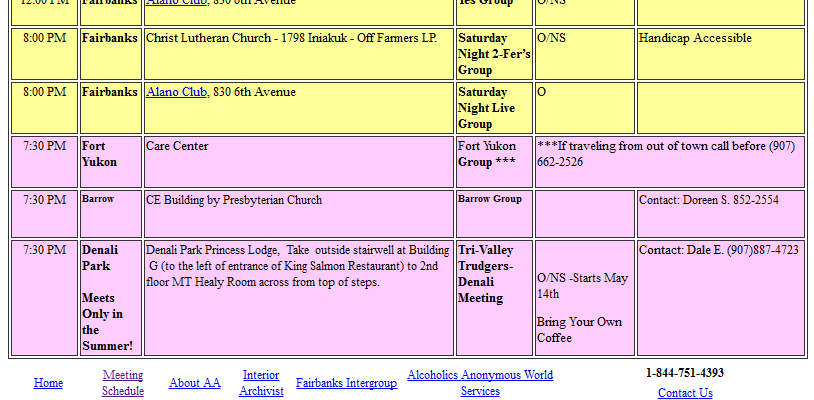 12:00 PM Fairbanks Alano Club, 830 6th Avenue Yes Group O/NS
8:00 PM Fairbanks Christ Lutheran Church - 1798 Iniakuk - Off Farmers LP. Saturday O/NS Handicap Accessible
Night 2-Fer's
Group
8:00 PM Fairbanks Alano Club, 830 6th Avenue Saturday O
Night Live
Group
7:30 PM Fort Care Center Fort Yukon ***If traveling from out of town call before (907)
Yukon Group *** 662-2526
7:30 PM Barrow CE Building by Presbyterian Church Barrow Group Contact: Doreen S. 852-2554
7:30 PM Denali Denali Park Princess Lodge, Take outside stairwell at Building Tri-Valley Contact: Dale E. (907)887-4723
Park G (to the left of entrance of King Salmon Restaurant) to 2nd Trudgers-
floor MT Healy Room across from top of steps. Denali O/NS -Starts May
Meets Meeting 14th
Only in
the Bring Your Own
Summer! Coffee
Home Meeting Schedule About AA Interior Archivist Fairbanks Intergroup Alcoholics Anonymous World Services 1-844-751-4393
Contact Us